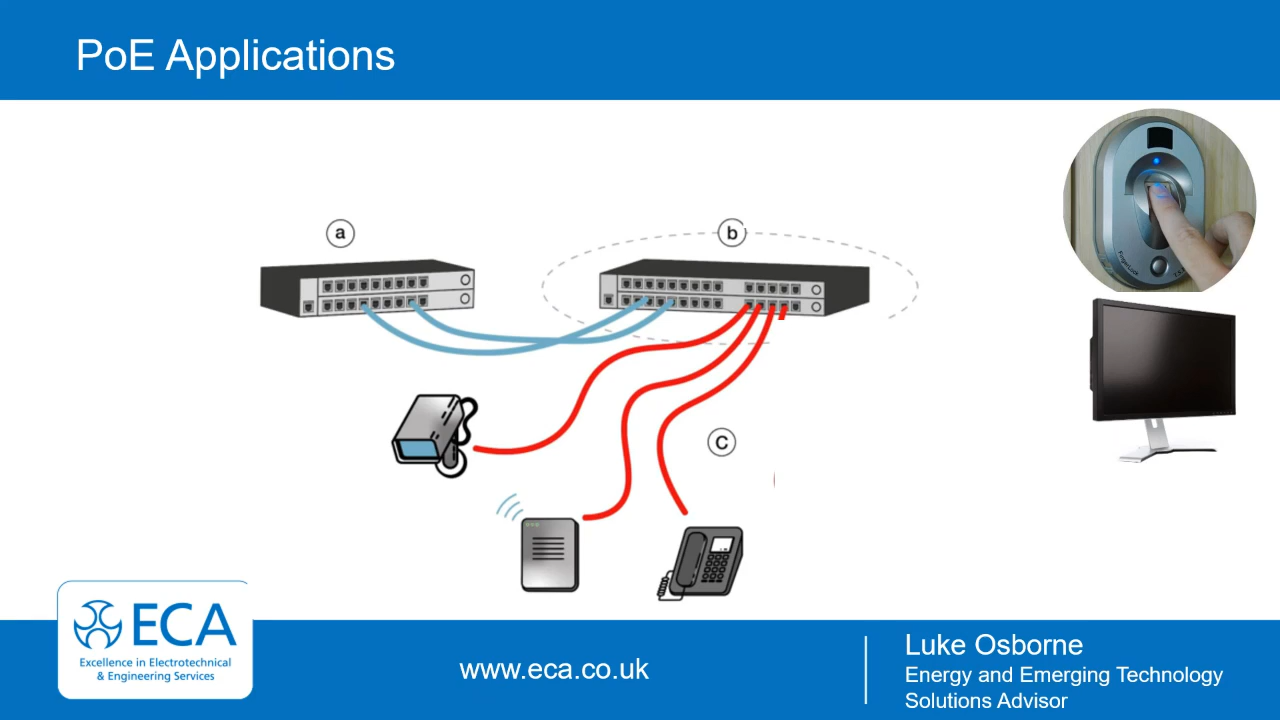 PoE Applications
a
b
c
ECA
Excellence in Electrotechnical
& Engineering Services
www.eca.co.uk
Luke Osborne
Energy and Emerging Technology
Solutions Advisor